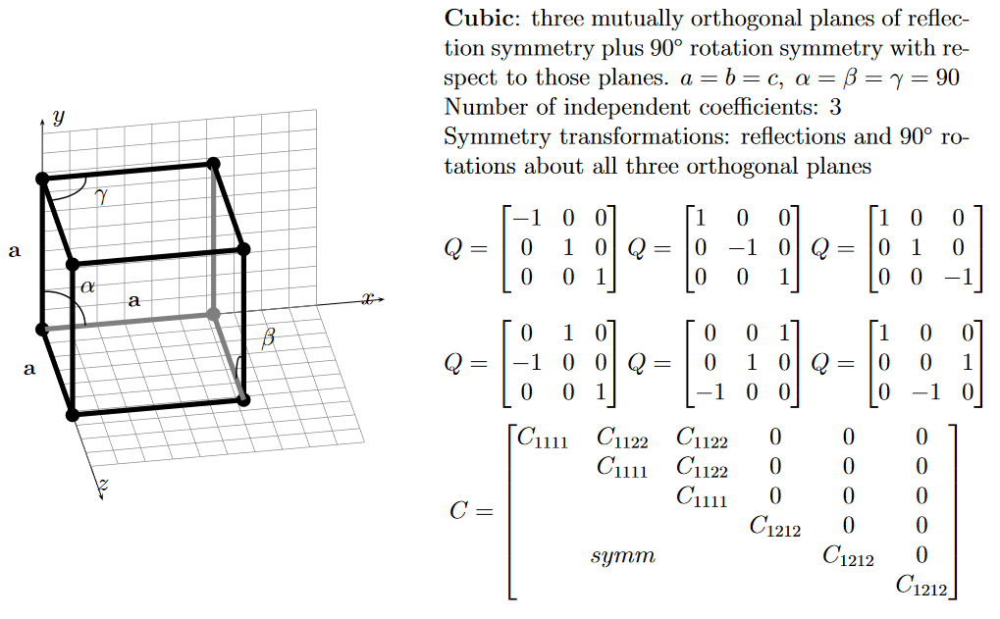 Cubic: three mutually orthogonal planes of reflec-
tion symmetry plus 90° rotation symmetry with re-
spect to those planes. a = b = c, α = β = γ = 90
Number of independent coefficients: 3
Symmetry transformations: reflections and 90° ro-
tations about all three orthogonal planes
Q = [−1 0 0; 0 1 0; 0 0 1] Q = [1 0 0; 0 −1 0; 0 0 1] Q = [1 0 0; 0 1 0; 0 0 −1]
Q = [0 1 0; −1 0 0; 0 0 1] Q = [0 0 1; 0 1 0; −1 0 0] Q = [1 0 0; 0 0 1; 0 −1 0]
C =
C₁₁₁₁ C₁₁₂₂ C₁₁₂₂ 0 0 0
C₁₁₁₁ C₁₁₂₂ 0 0 0
C₁₁₁₁ 0 0 0
C₁₂₁₂ 0 0
symm C₁₂₁₂ 0
C₁₂₁₂
y
γ
a
α
a
x
β
a
z